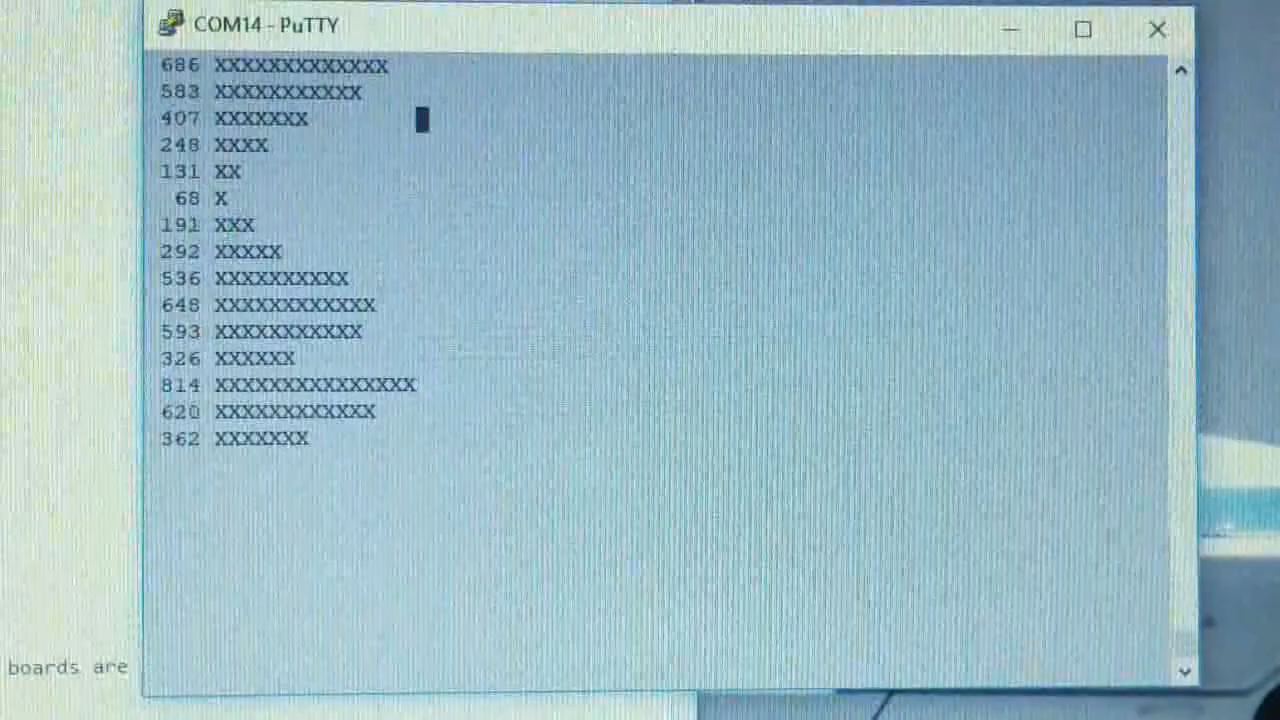 COM14 - PuTTY
686 XXXXXXXXXXXXX
583 XXXXXXXXXXX
407 XXXXXXX
248 XXXX
131 XX
68 X
191 XXX
292 XXXXX
536 XXXXXXXXXX
648 XXXXXXXXXXXX
593 XXXXXXXXXXX
326 XXXXXX
814 XXXXXXXXXXXXXXX
620 XXXXXXXXXXXX
362 XXXXXXX
boards are